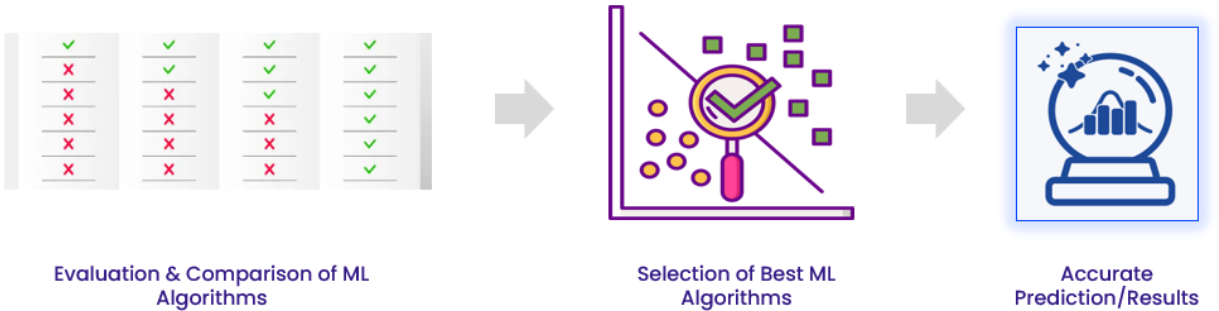 Evaluation & Comparison of ML
Algorithms
Selection of Best ML
Algorithms
Accurate
Prediction/Results